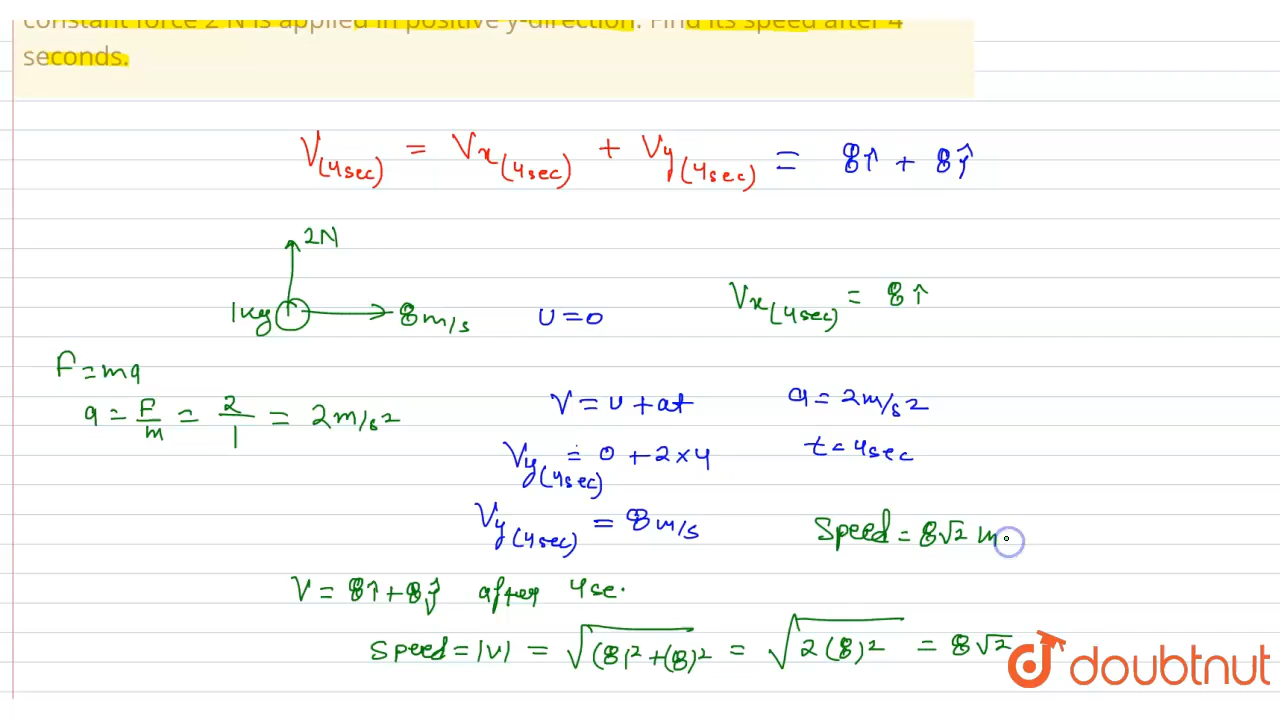 constant force 2 N is applied in positive y-direction. Find its speed after 4
seconds.
V(4sec) = Vx(4sec) + Vy(4sec) = 8î + 8ĵ
2N
1kg
8m/s
u=0
Vx(4sec) = 8î
F=ma
a = F/m = 2/1 = 2m/s2
V = u + at
a = 2m/s2
Vy(4sec) = 0 + 2×4
t = 4sec
Vy(4sec) = 8m/s
Speed = 8√2 m
V = 8î + 8ĵ after 4se.
Speed = |v| = √(8)2+(8)2 = √2(8)2 = 8√2
doubtnut